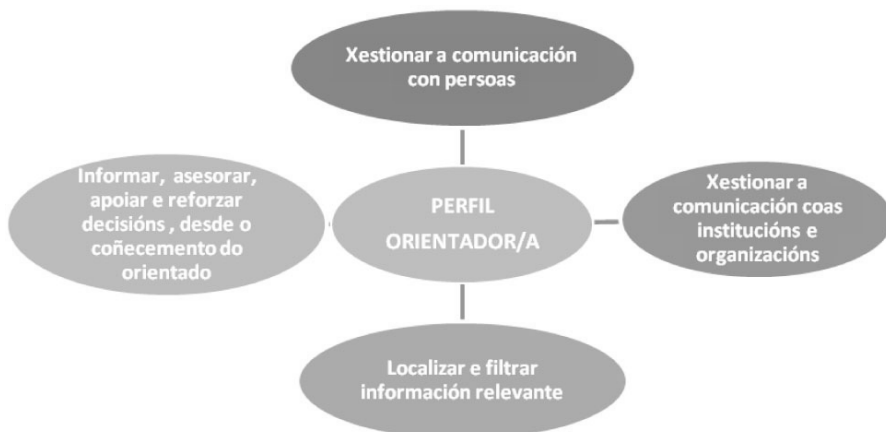 Xestionar a comunicación
con persoas
Informar, asesorar,
apoiar e reforzar
decisións , desde o
coñecemento do
orientado
PERFIL
ORIENTADOR/A
Xestionar a
comunicación coas
institucións e
organizacións
Localizar e filtrar
información relevante